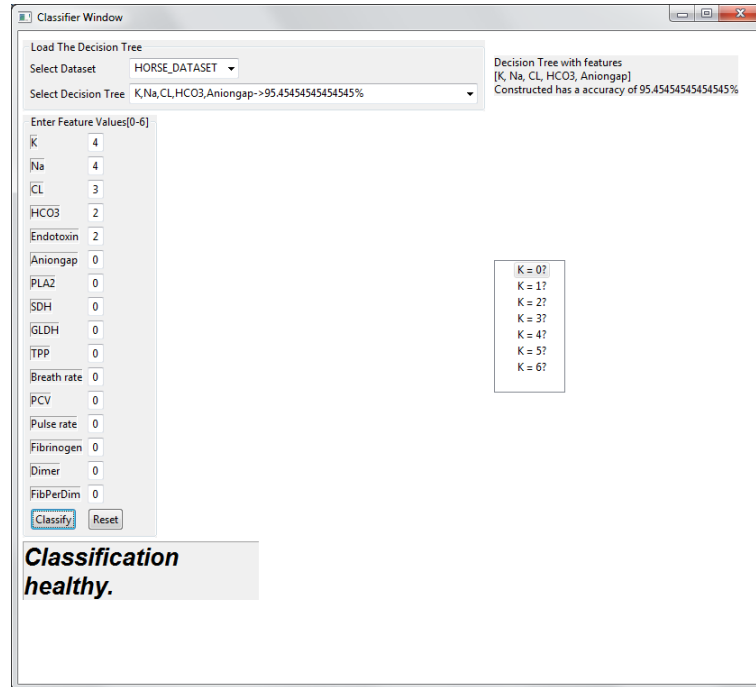 Classifier Window
Load The Decision Tree
Select Dataset HORSE_DATASET
Select Decision Tree K,Na,CL,HCO3,Aniongap->95.45454545454545%
Decision Tree with features
[K, Na, CL, HCO3, Aniongap]
Constructed has a accuracy of 95.45454545454545%
Enter Feature Values[0-6]
K 4
Na 4
CL 3
HCO3 2
Endotoxin 2
Aniongap 0
PLA2 0
SDH 0
GLDH 0
TPP 0
Breath rate 0
PCV 0
Pulse rate 0
Fibrinogen 0
Dimer 0
FibPerDim 0
Classify Reset
K = 0?
K = 1?
K = 2?
K = 3?
K = 4?
K = 5?
K = 6?
Classification
healthy.